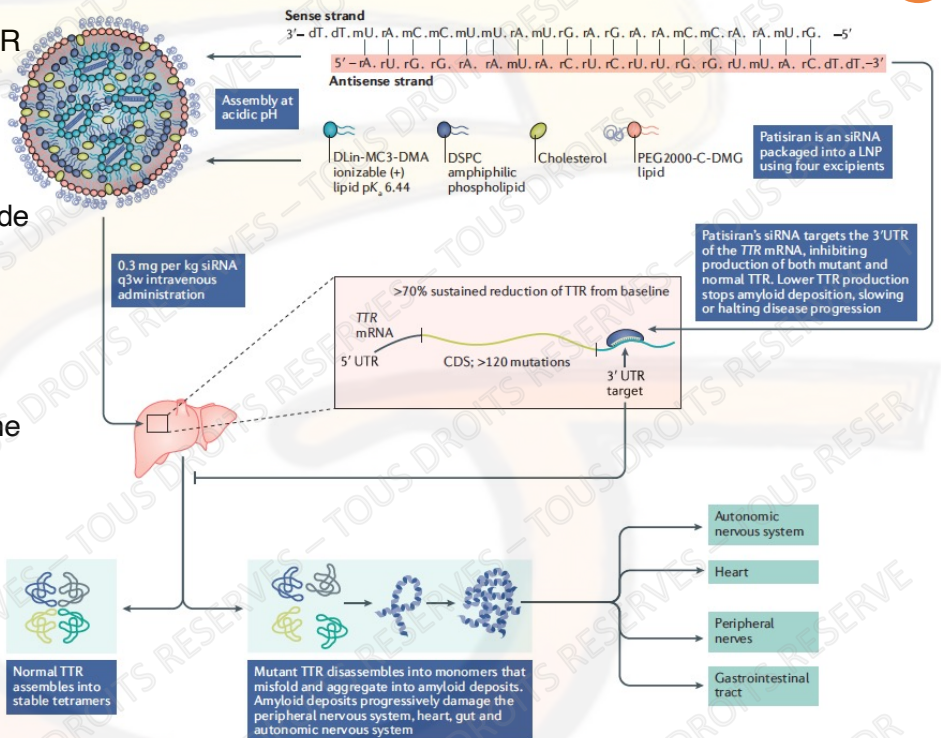 R
de
ne
Sense strand
3′– dT. dT. mU. rA. mC. mC. mU. mU. rA. mU. rG. rA. rG. rA. rA. mC. mC. rA. rA. mU. rG. –5′
5′ –rA. rU. rG. rG. rA. rA. mU. rA. rC. rU. rC. rU. rU. rG. rG. rU. mU. rA. rC. dT. dT.–3′
Antisense strand
Assembly at
acidic pH
DLin-MC3-DMA
ionizable (+)
lipid pKa 6.44
DSPC
amphiphilic
phospholipid
Cholesterol
PEG2000-C-DMG
lipid
Patisiran is an siRNA
packaged into a LNP
using four excipients
0.3 mg per kg siRNA
q3w intravenous
administration
Patisiran's siRNA targets the 3′UTR
of the TTR mRNA, inhibiting
production of both mutant and
normal TTR. Lower TTR production
stops amyloid deposition, slowing
or halting disease progression
>70% sustained reduction of TTR from baseline
TTR
mRNA
5′ UTR
CDS; >120 mutations
3′ UTR
target
Normal TTR
assembles into
stable tetramers
Mutant TTR disassembles into monomers that
misfold and aggregate into amyloid deposits.
Amyloid deposits progressively damage the
peripheral nervous system, heart, gut and
autonomic nervous system
Autonomic
nervous system
Heart
Peripheral
nerves
Gastrointestinal
tract
TOUS DROITS RESERVES – TOUS DROITS RESERVES